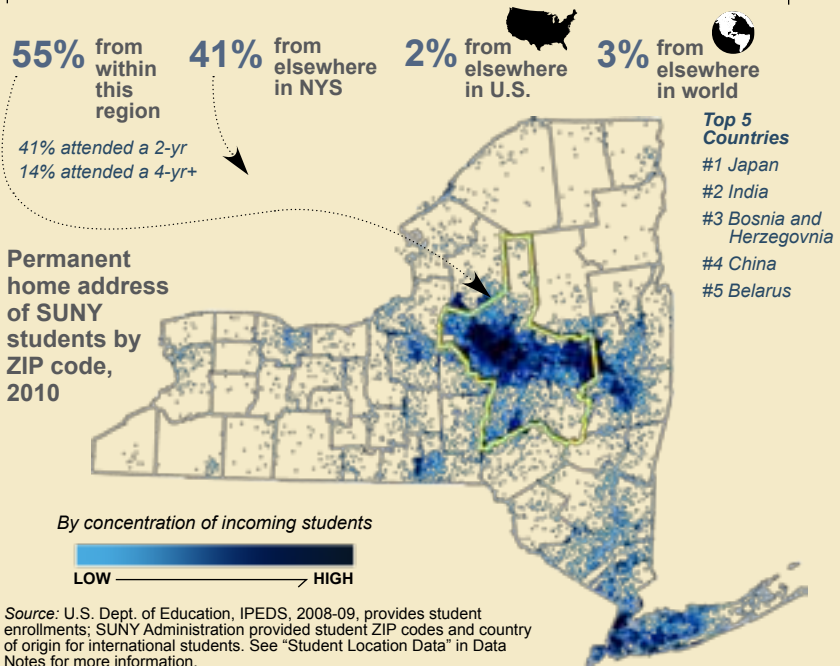 55% from
within
this
region
41% from
elsewhere
in NYS
2% from
elsewhere
in U.S.
3% from
elsewhere
in world
41% attended a 2-yr
14% attended a 4-yr+
Top 5
Countries
#1 Japan
#2 India
#3 Bosnia and
Herzegovnia
#4 China
#5 Belarus
Permanent
home address
of SUNY
students by
ZIP code,
2010
By concentration of incoming students
LOW HIGH
Source: U.S. Dept. of Education, IPEDS, 2008-09, provides student
enrollments; SUNY Administration provided student ZIP codes and country
of origin for international students. See “Student Location Data” in Data
Notes for more information.